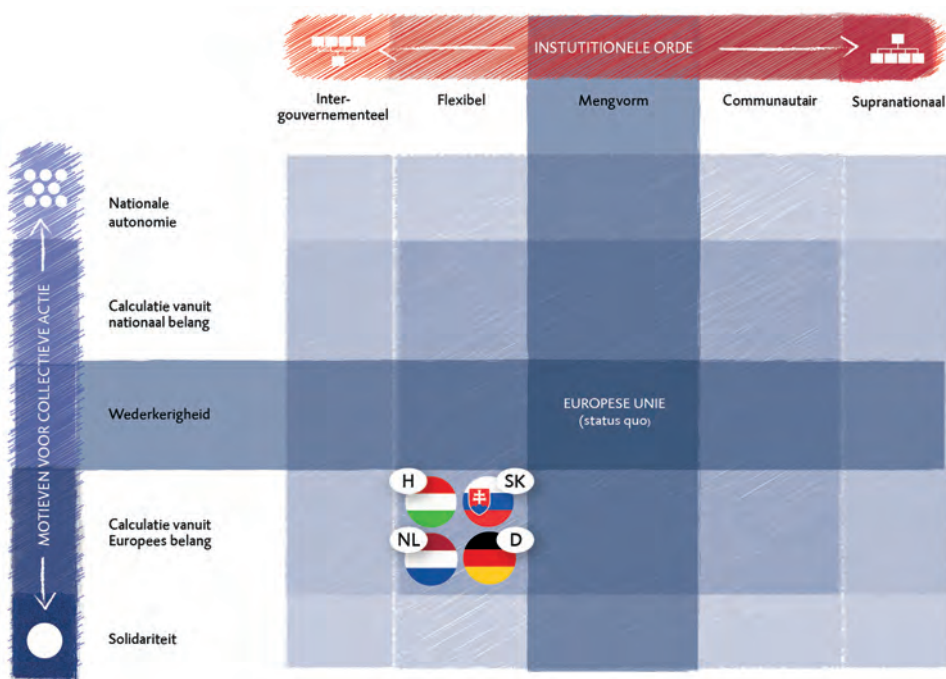 INSTUTITIONELE ORDE
Inter-
gouvernementeel
Flexibel
Mengvorm
Communautair
Supranationaal
MOTIEVEN VOOR COLLECTIEVE ACTIE
Nationale
autonomie
Calculatie vanuit
nationaal belang
Wederkerigheid
EUROPESE UNIE
(status quo)
H
SK
Calculatie vanuit
Europees belang
NL
D
Solidariteit